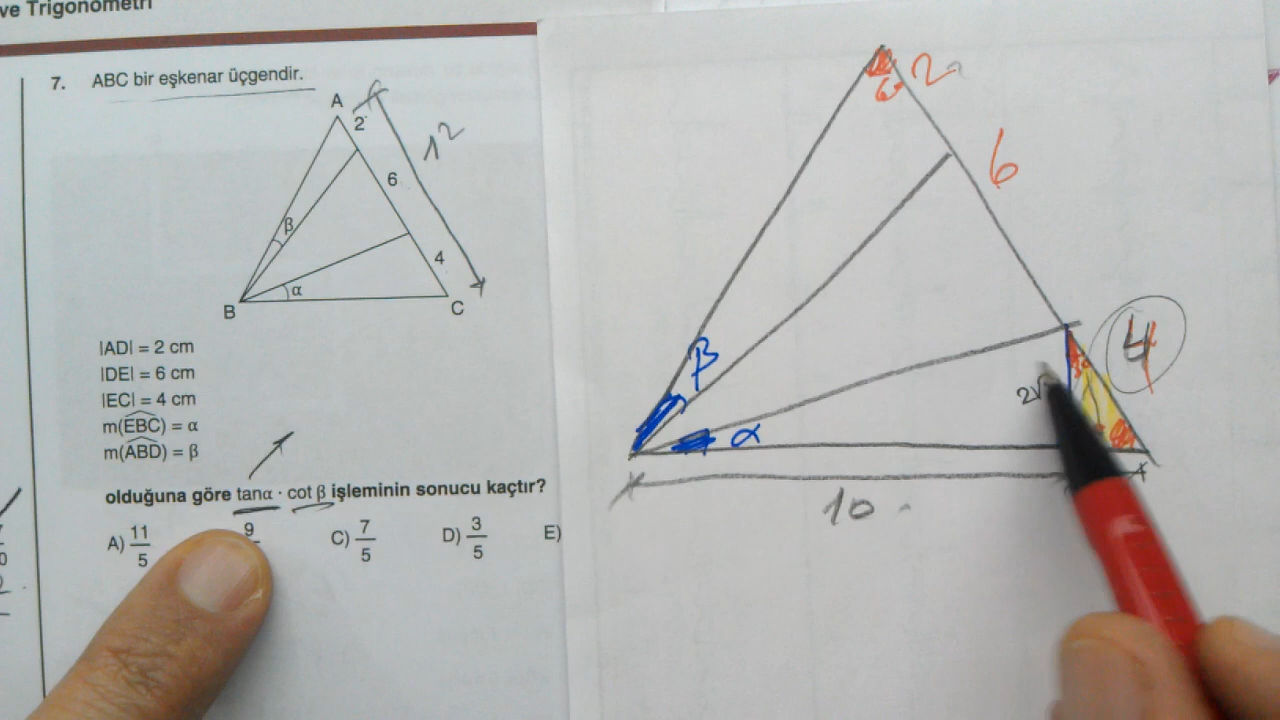 ve Trigonometri
7. ABC bir eşkenar üçgendir.
A
2
12
6
β
4
α
B
C
|AD| = 2 cm
|DE| = 6 cm
|EC| = 4 cm
m(EBC) = α
m(ABD) = β
olduğuna göre tanα · cot β işleminin sonucu kaçtır?
A) 11/5
9
C) 7/5
D) 3/5
E)
2
6
β
α
4
2√
10